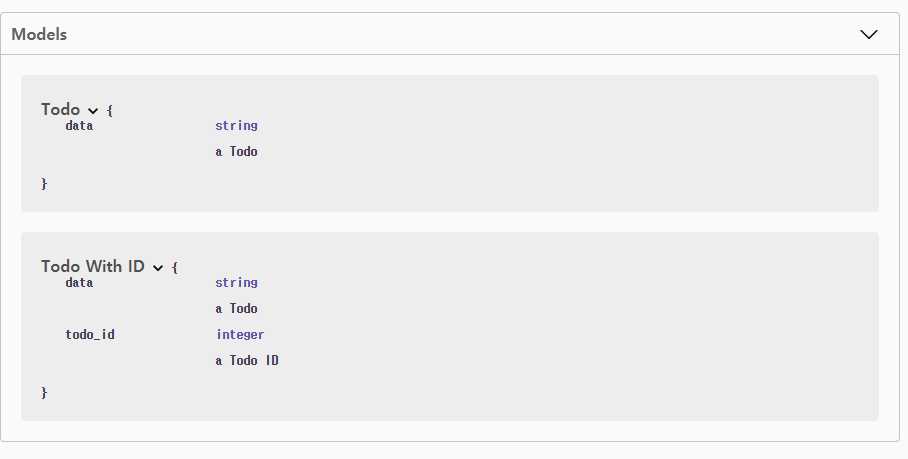 Models
Todo {
data string
a Todo
}
Todo With ID {
data string
a Todo
todo_id integer
a Todo ID
}